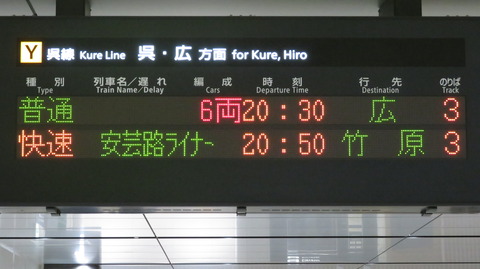 Y 呉線 Kure Line 呉・広 方面 for Kure, Hiro
種別 列車名/遅れ 編成 時刻 行先 のりば
Type Train Name/Delay Cars Departure Time Destination Track
普通 6両 20:30 広 3
快速 安芸路ライナー 20:50 竹原 3